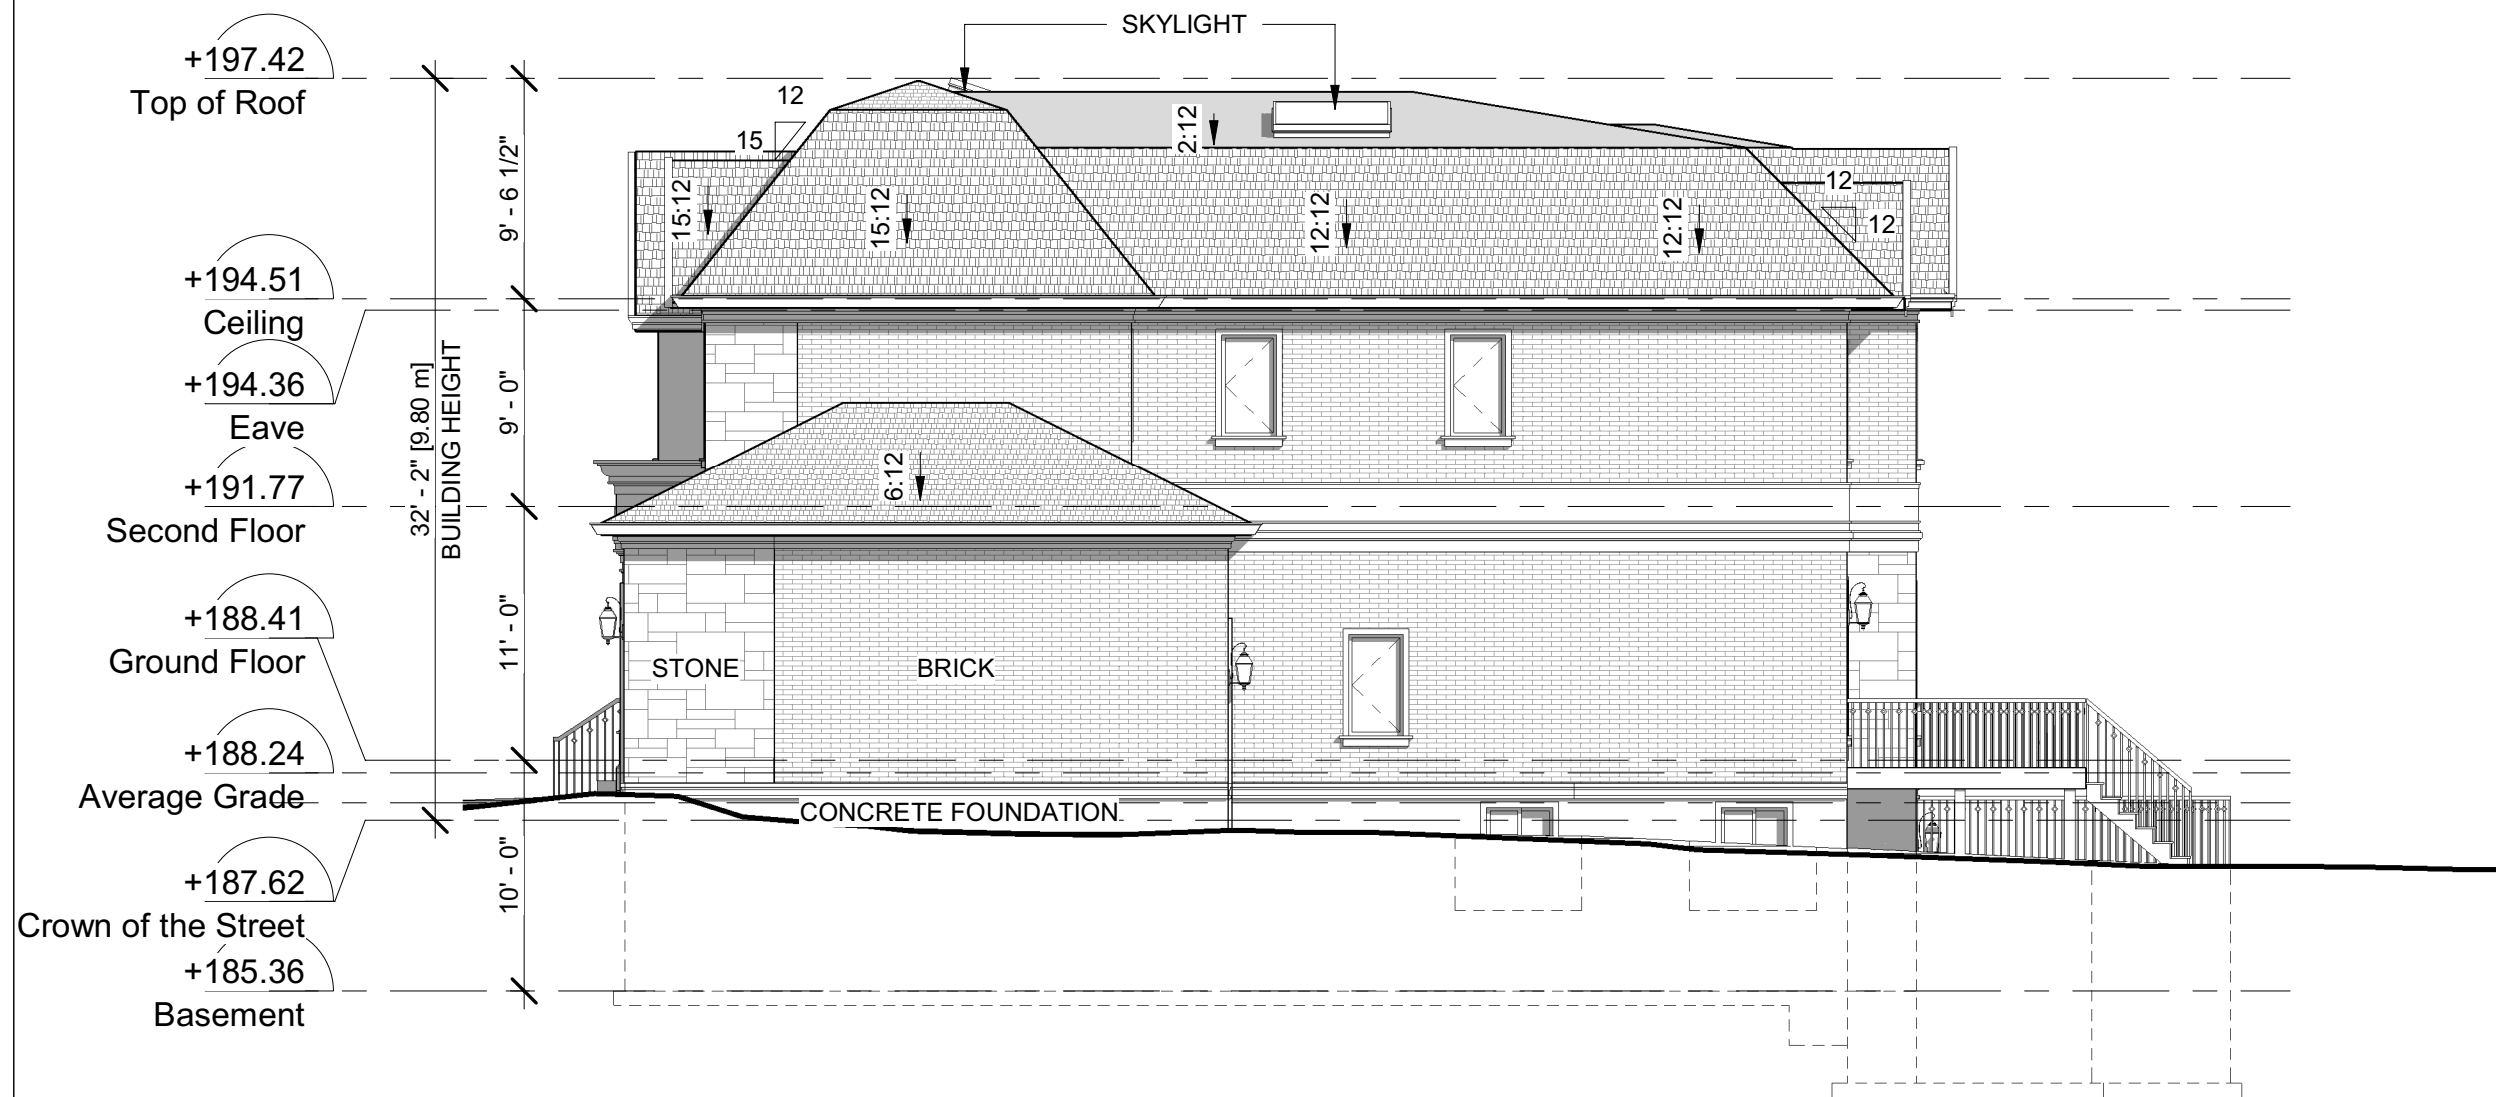 SKYLIGHT
+197.42
Top of Roof
12
15
2:12
9' - 6 1/2"
15:12
15:12
12:12
12:12
12
12
+194.51
Ceiling
+194.36
Eave
9' - 0"
32' - 2" [9.80 m]
BUILDING HEIGHT
6:12
+191.77
Second Floor
+188.41
Ground Floor
11' - 0"
STONE
BRICK
+188.24
Average Grade
CONCRETE FOUNDATION
+187.62
Crown of the Street
10' - 0"
+185.36
Basement